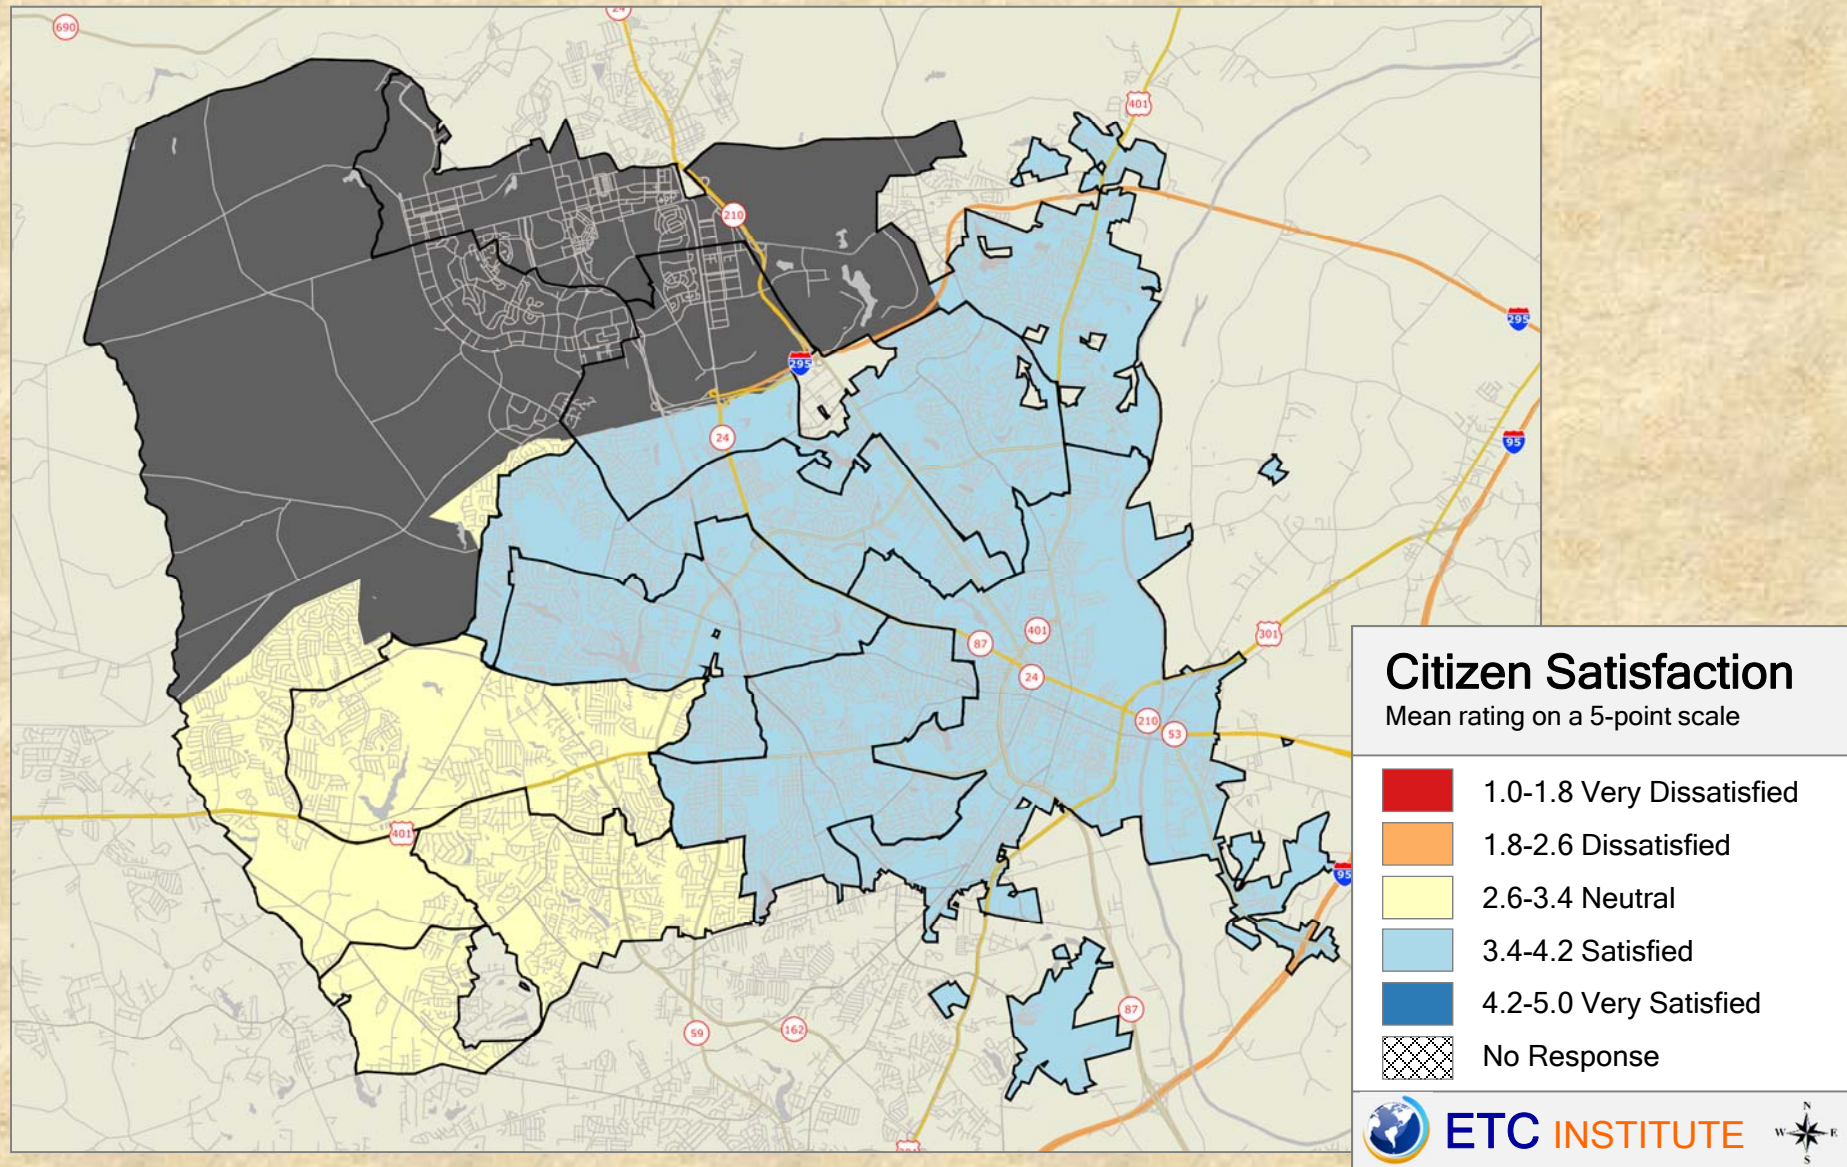 690
24
401
210
295
295
24
95
87
401
24
301
210
53
401
95
87
59
162
Citizen Satisfaction
Mean rating on a 5-point scale
1.0-1.8 Very Dissatisfied
1.8-2.6 Dissatisfied
2.6-3.4 Neutral
3.4-4.2 Satisfied
4.2-5.0 Very Satisfied
No Response
ETC INSTITUTE
N
W E
S